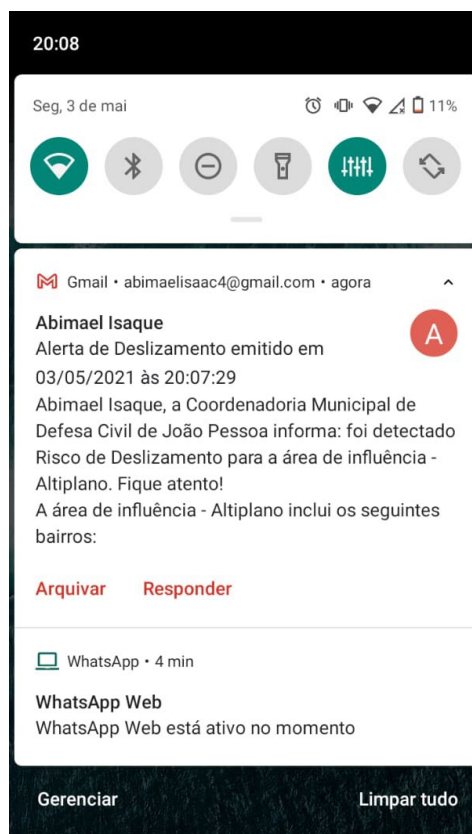 20:08
Seg, 3 de mai 11%
Gmail • abimaelisaac4@gmail.com • agora
Abimael Isaque
A
Alerta de Deslizamento emitido em
03/05/2021 às 20:07:29
Abimael Isaque, a Coordenadoria Municipal de
Defesa Civil de João Pessoa informa: foi detectado
Risco de Deslizamento para a área de influência -
Altiplano. Fique atento!
A área de influência - Altiplano inclui os seguintes
bairros:
Arquivar Responder
WhatsApp • 4 min
WhatsApp Web
WhatsApp Web está ativo no momento
Gerenciar Limpar tudo